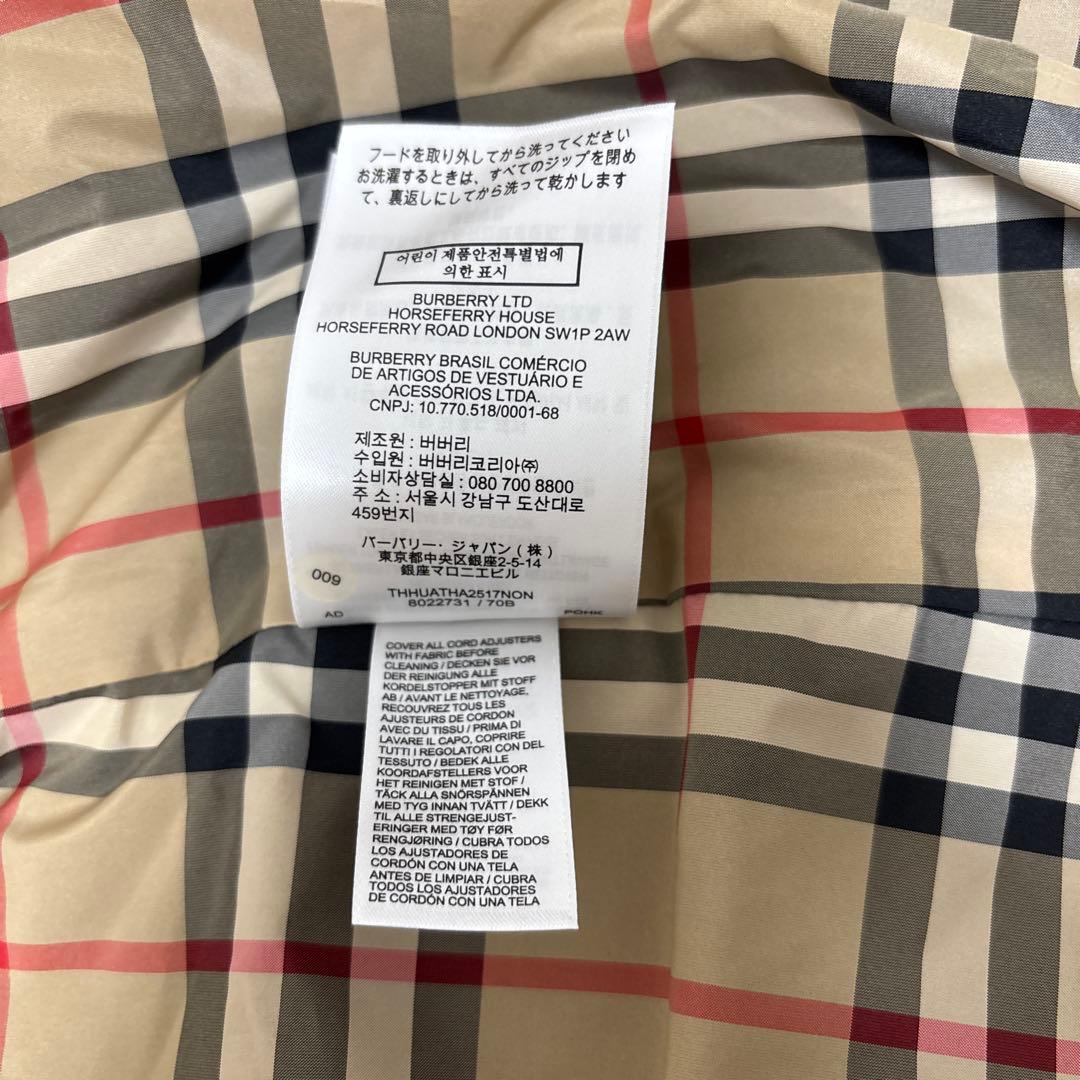 フードを取り外してから洗ってください
お洗濯するときは、すべてのジップを閉め
て、裏返しにしてから洗って乾かします
어린이 제품안전특별법에
의한 표시
BURBERRY LTD
HORSEFERRY HOUSE
HORSEFERRY ROAD LONDON SW1P 2AW
BURBERRY BRASIL COMÉRCIO
DE ARTIGOS DE VESTUÁRIO E
ACESSÓRIOS LTDA.
CNPJ: 10.770.518/0001-68
제조원 : 버버리
수입원 : 버버리코리아㈜
소비자상담실 : 080 700 8800
주 소 : 서울시 강남구 도산대로
459번지
バーバリー・ジャパン ( 株 )
東京都中央区銀座2-5-14
銀座マロニエビル
009
THHUATHA2517NON
8022731 / 70B
AD
POHK
COVER ALL CORD ADJUSTERS
WITH FABRIC BEFORE
CLEANING / DECKEN SIE VOR
DER REINIGUNG ALLE
KORDELSTOPPER MIT STOFF
AB / AVANT LE NETTOYAGE,
RECOUVREZ TOUS LES
AJUSTEURS DE CORDON
AVEC DU TISSU / PRIMA DI
LAVARE IL CAPO, COPRIRE
TUTTI I REGOLATORI CON DEL
TESSUTO / BEDEK ALLE
KOORDAFSTELLERS VOOR
HET REINIGEN MET STOF /
TÄCK ALLA SNÖRSPÄNNEN
MED TYG INNAN TVÄTT / DEKK
TIL ALLE STRENGEJUST-
ERINGER MED TØY FØR
RENGJØRING / CUBRA TODOS
LOS AJUSTADORES DE
CORDÓN CON UNA TELA
ANTES DE LIMPIAR / CUBRA
TODOS LOS AJUSTADORES
DE CORDON CON UNA TELA